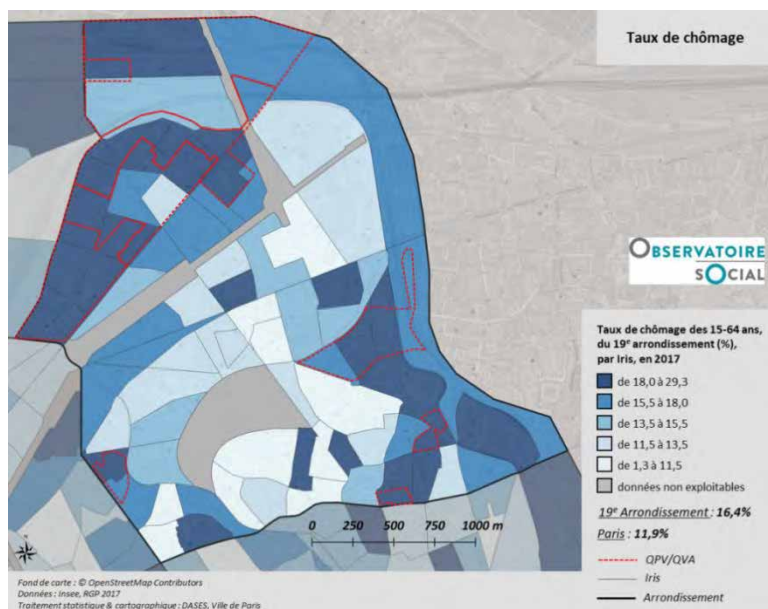 Taux de chômage
OBSERVATOIRE
SOCIAL
Taux de chômage des 15-64 ans,
du 19e arrondissement (%),
par Iris, en 2017
de 18,0 à 29,3
de 15,5 à 18,0
de 13,5 à 15,5
de 11,5 à 13,5
de 1,3 à 11,5
données non exploitables
19e Arrondissement : 16,4%
Paris : 11,9%
QPV/QVA
Iris
Arrondissement
0 250 500 750 1000 m
N
Fond de carte : © OpenStreetMap Contributors
Données : Insee, RGP 2017
Traitement statistique & cartographique : DASES, Ville de Paris